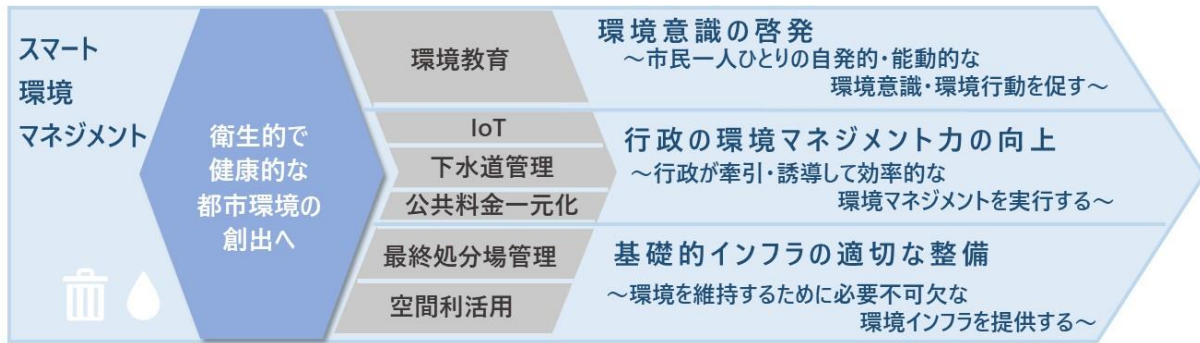 スマート
環境
マネジメント
衛生的で
健康的な
都市環境の
創出へ
環境教育
環境意識の啓発
～市民一人ひとりの自発的・能動的な
環境意識・環境行動を促す～
IoT
下水道管理
公共料金一元化
行政の環境マネジメント力の向上
～行政が牽引・誘導して効率的な
環境マネジメントを実行する～
最終処分場管理
空間利活用
基礎的インフラの適切な整備
～環境を維持するために必要不可欠な
環境インフラを提供する～